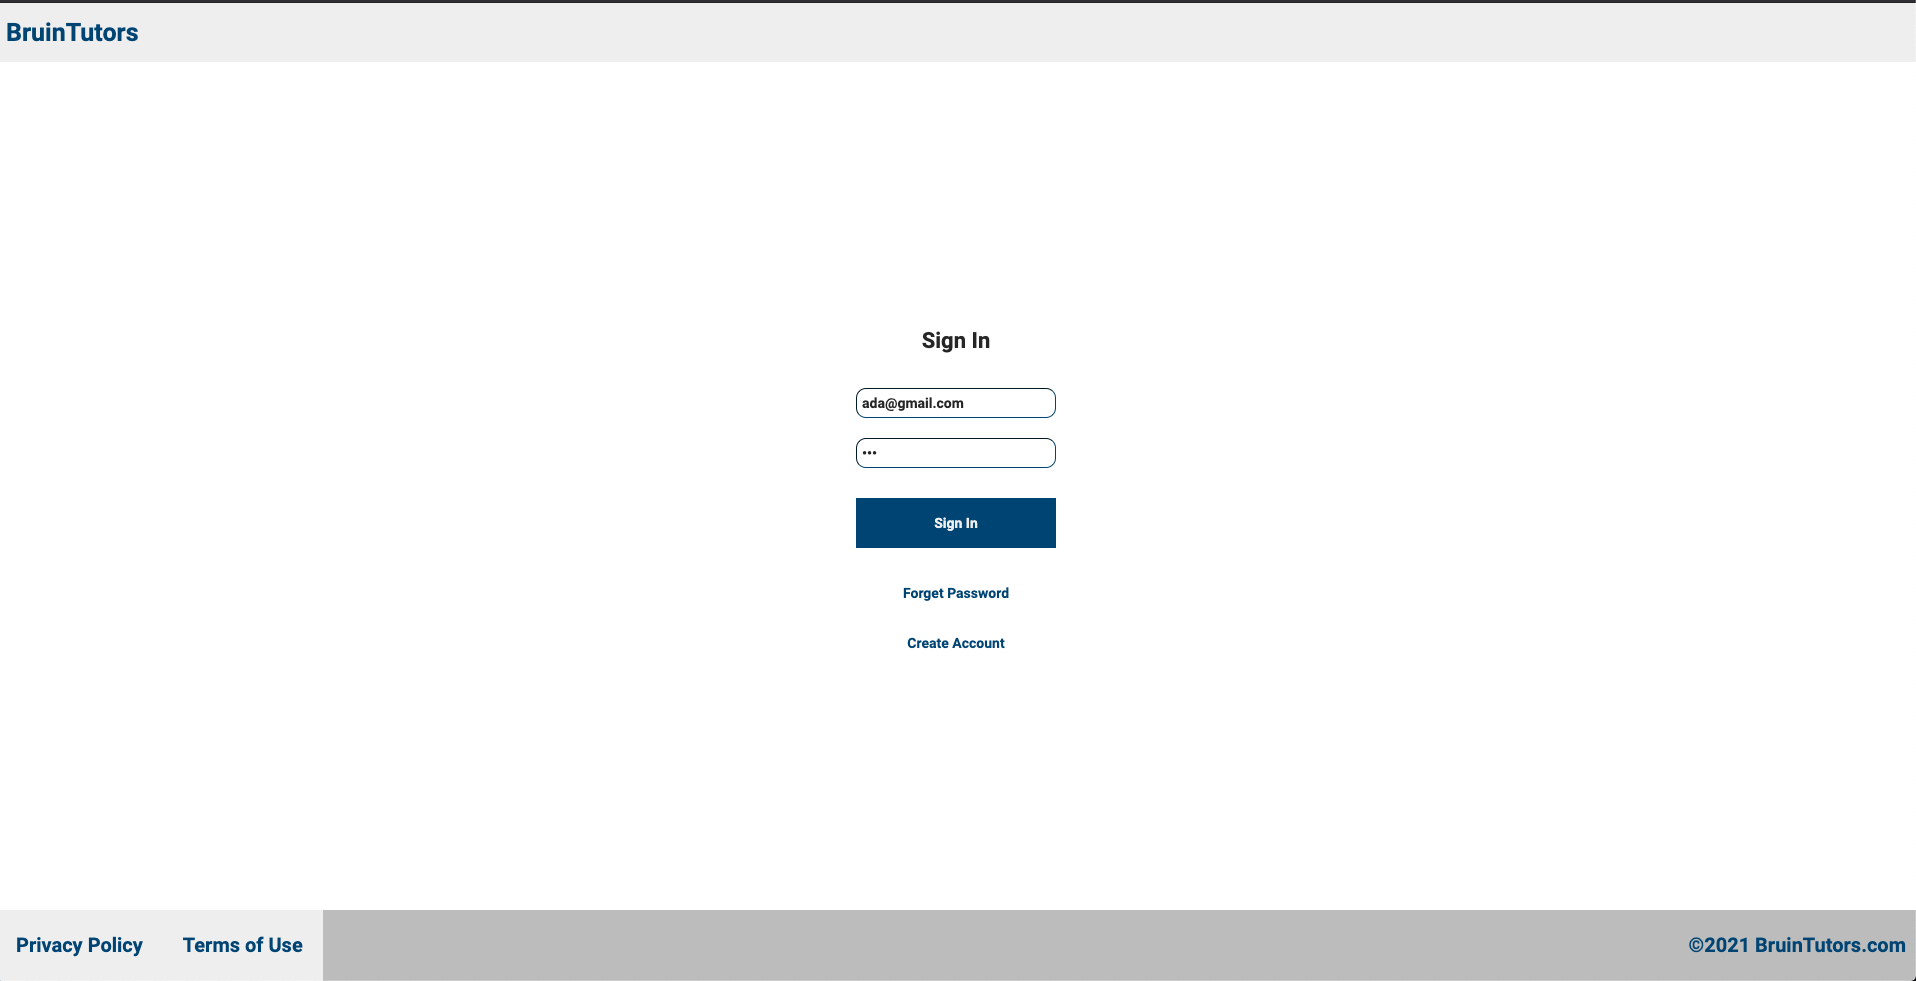 BruinTutors
Sign In
ada@gmail.com
•••
Sign In
Forget Password
Create Account
Privacy Policy Terms of Use ©2021 BruinTutors.com